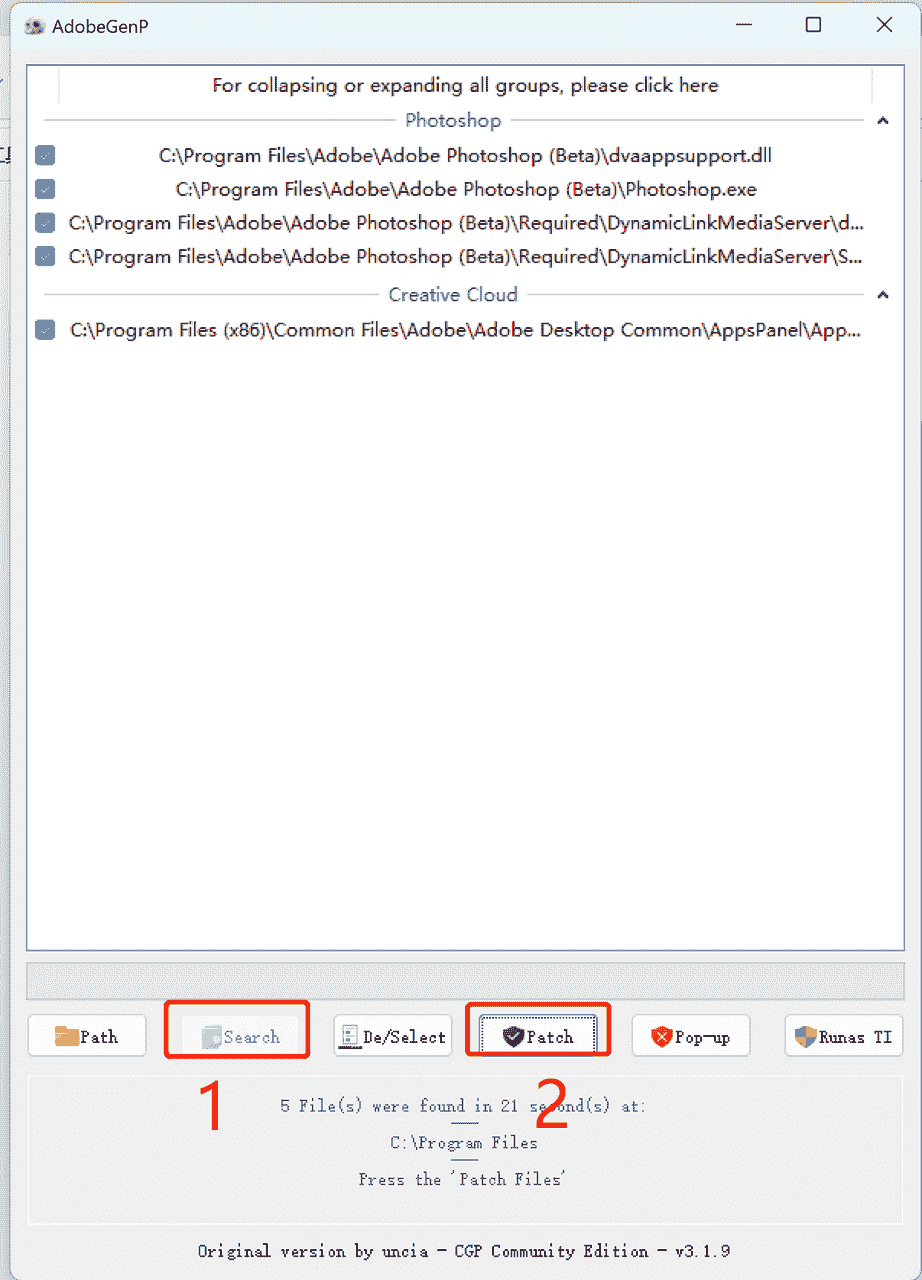 AdobeGenP
For collapsing or expanding all groups, please click here
Photoshop
C:\Program Files\Adobe\Adobe Photoshop (Beta)\dvaappsupport.dll
C:\Program Files\Adobe\Adobe Photoshop (Beta)\Photoshop.exe
C:\Program Files\Adobe\Adobe Photoshop (Beta)\Required\DynamicLinkMediaServer\d...
C:\Program Files\Adobe\Adobe Photoshop (Beta)\Required\DynamicLinkMediaServer\S...
Creative Cloud
C:\Program Files (x86)\Common Files\Adobe\Adobe Desktop Common\AppsPanel\App...
Path Search De/Select Patch Pop-up Runas TI
1 2
5 File(s) were found in 21 second(s) at:
C:\Program Files
Press the 'Patch Files'
Original version by uncia - CGP Community Edition - v3.1.9